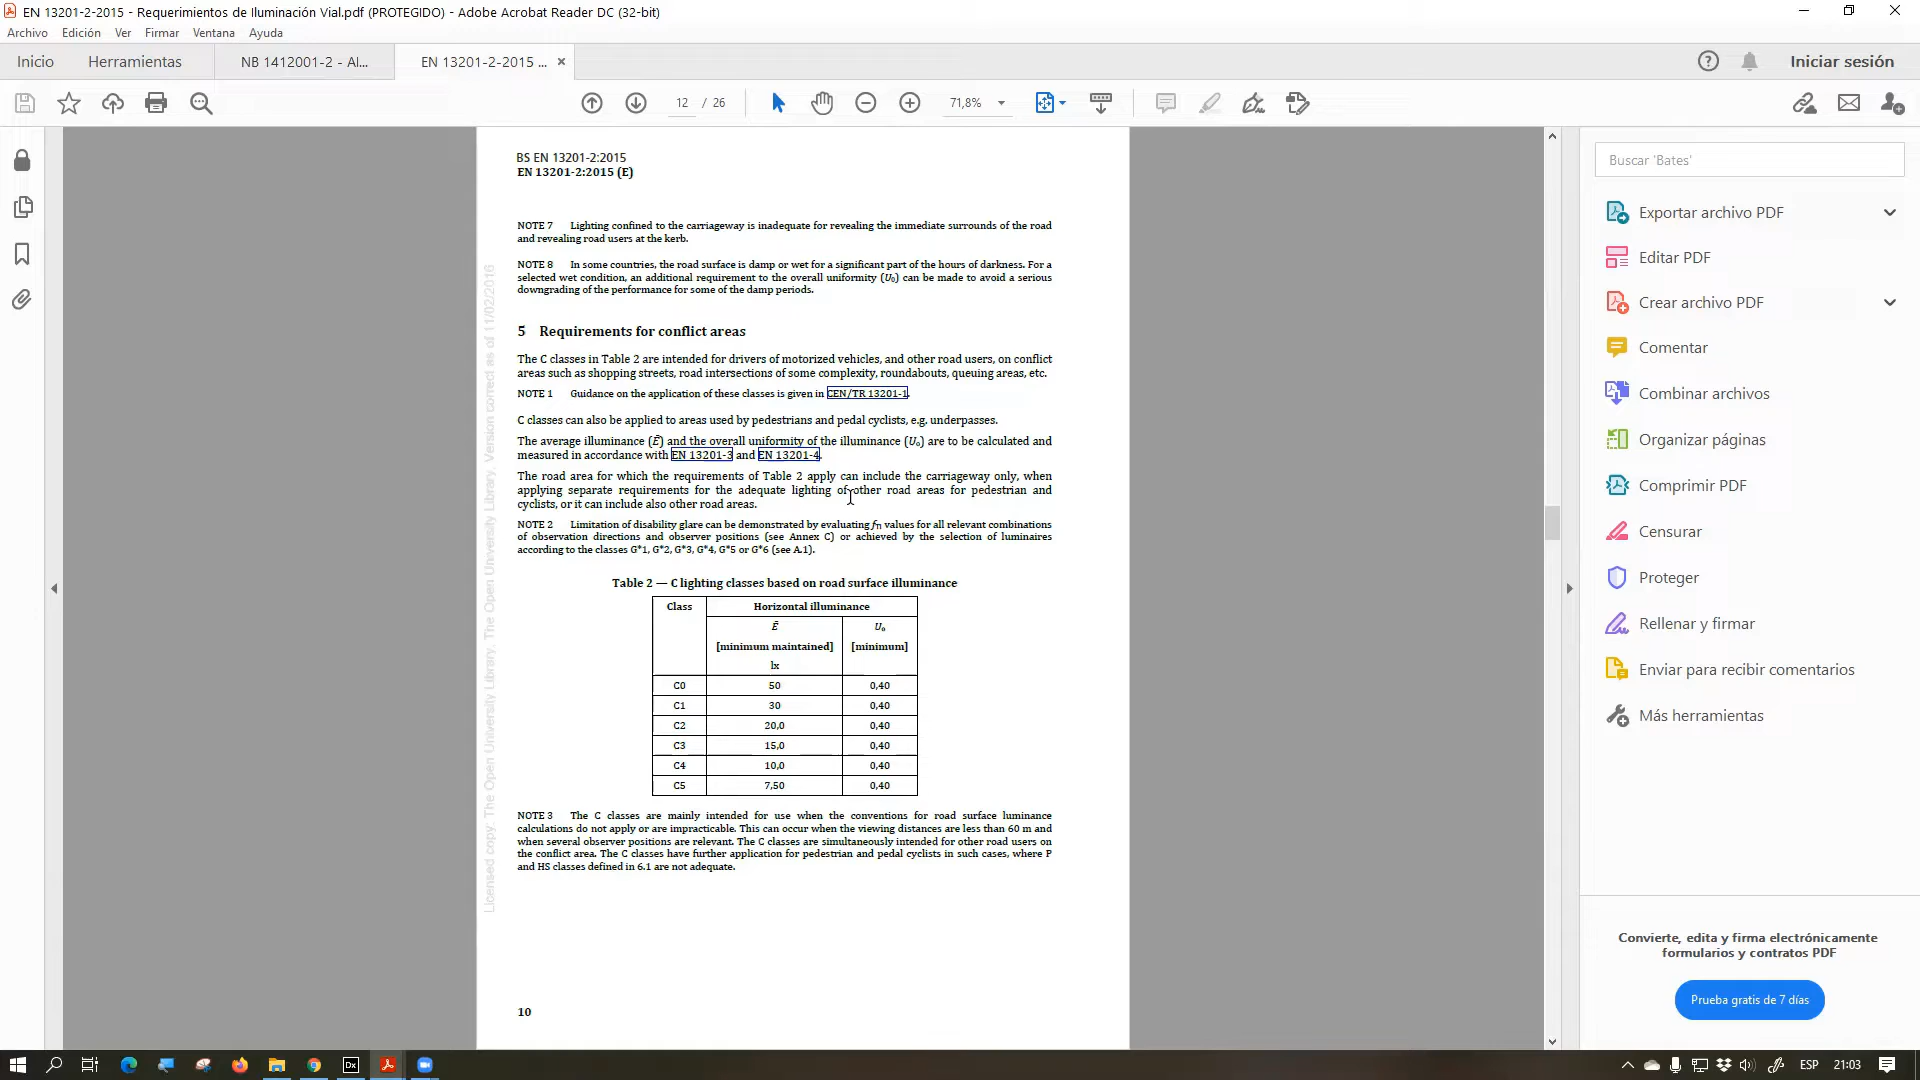 EN 13201-2-2015 - Requerimientos de Iluminación Vial.pdf (PROTEGIDO) - Adobe Acrobat Reader DC (32-bit)
Archivo Edición Ver Firmar Ventana Ayuda
Inicio Herramientas NB 1412001-2 - Al... EN 13201-2-2015 ... × Iniciar sesión
12 / 26 71,8%
BS EN 13201-2:2015
EN 13201-2:2015 (E)
NOTE 7 Lighting confined to the carriageway is inadequate for revealing the immediate surrounds of the road
and revealing road users at the kerb.
NOTE 8 In some countries, the road surface is damp or wet for a significant part of the hours of darkness. For a
selected wet condition, an additional requirement to the overall uniformity (U₀) can be made to avoid a serious
downgrading of the performance for some of the damp periods.
5 Requirements for conflict areas
The C classes in Table 2 are intended for drivers of motorized vehicles, and other road users, on conflict
areas such as shopping streets, road intersections of some complexity, roundabouts, queuing areas, etc.
NOTE 1 Guidance on the application of these classes is given in CEN/TR 13201-1.
C classes can also be applied to areas used by pedestrians and pedal cyclists, e.g. underpasses.
The average illuminance (Ē) and the overall uniformity of the illuminance (Uₒ) are to be calculated and
measured in accordance with EN 13201-3 and EN 13201-4.
The road area for which the requirements of Table 2 apply can include the carriageway only, when
applying separate requirements for the adequate lighting of other road areas for pedestrian and
cyclists, or it can include also other road areas.
NOTE 2 Limitation of disability glare can be demonstrated by evaluating fTI values for all relevant combinations
of observation directions and observer positions (see Annex C) or achieved by the selection of luminaires
according to the classes G*1, G*2, G*3, G*4, G*5 or G*6 (see A.1).
Table 2 — C lighting classes based on road surface illuminance
Class Horizontal illuminance
Ē Uₒ
[minimum maintained] [minimum]
lx
C0 50 0,40
C1 30 0,40
C2 20,0 0,40
C3 15,0 0,40
C4 10,0 0,40
C5 7,50 0,40
NOTE 3 The C classes are mainly intended for use when the conventions for road surface luminance
calculations do not apply or are impracticable. This can occur when the viewing distances are less than 60 m and
when several observer positions are relevant. The C classes are simultaneously intended for other road users on
the conflict area. The C classes have further application for pedestrian and pedal cyclists in such cases, where P
and HS classes defined in 6.1 are not adequate.
10
Licensed copy: The Open University Library, The Open University Library, Version correct as of 11/02/2016
Buscar 'Bates'
Exportar archivo PDF
Editar PDF
Crear archivo PDF
Comentar
Combinar archivos
Organizar páginas
Comprimir PDF
Censurar
Proteger
Rellenar y firmar
Enviar para recibir comentarios
Más herramientas
Convierte, edita y firma electrónicamente
formularios y contratos PDF
Prueba gratis de 7 días
Dx ESP 21:03